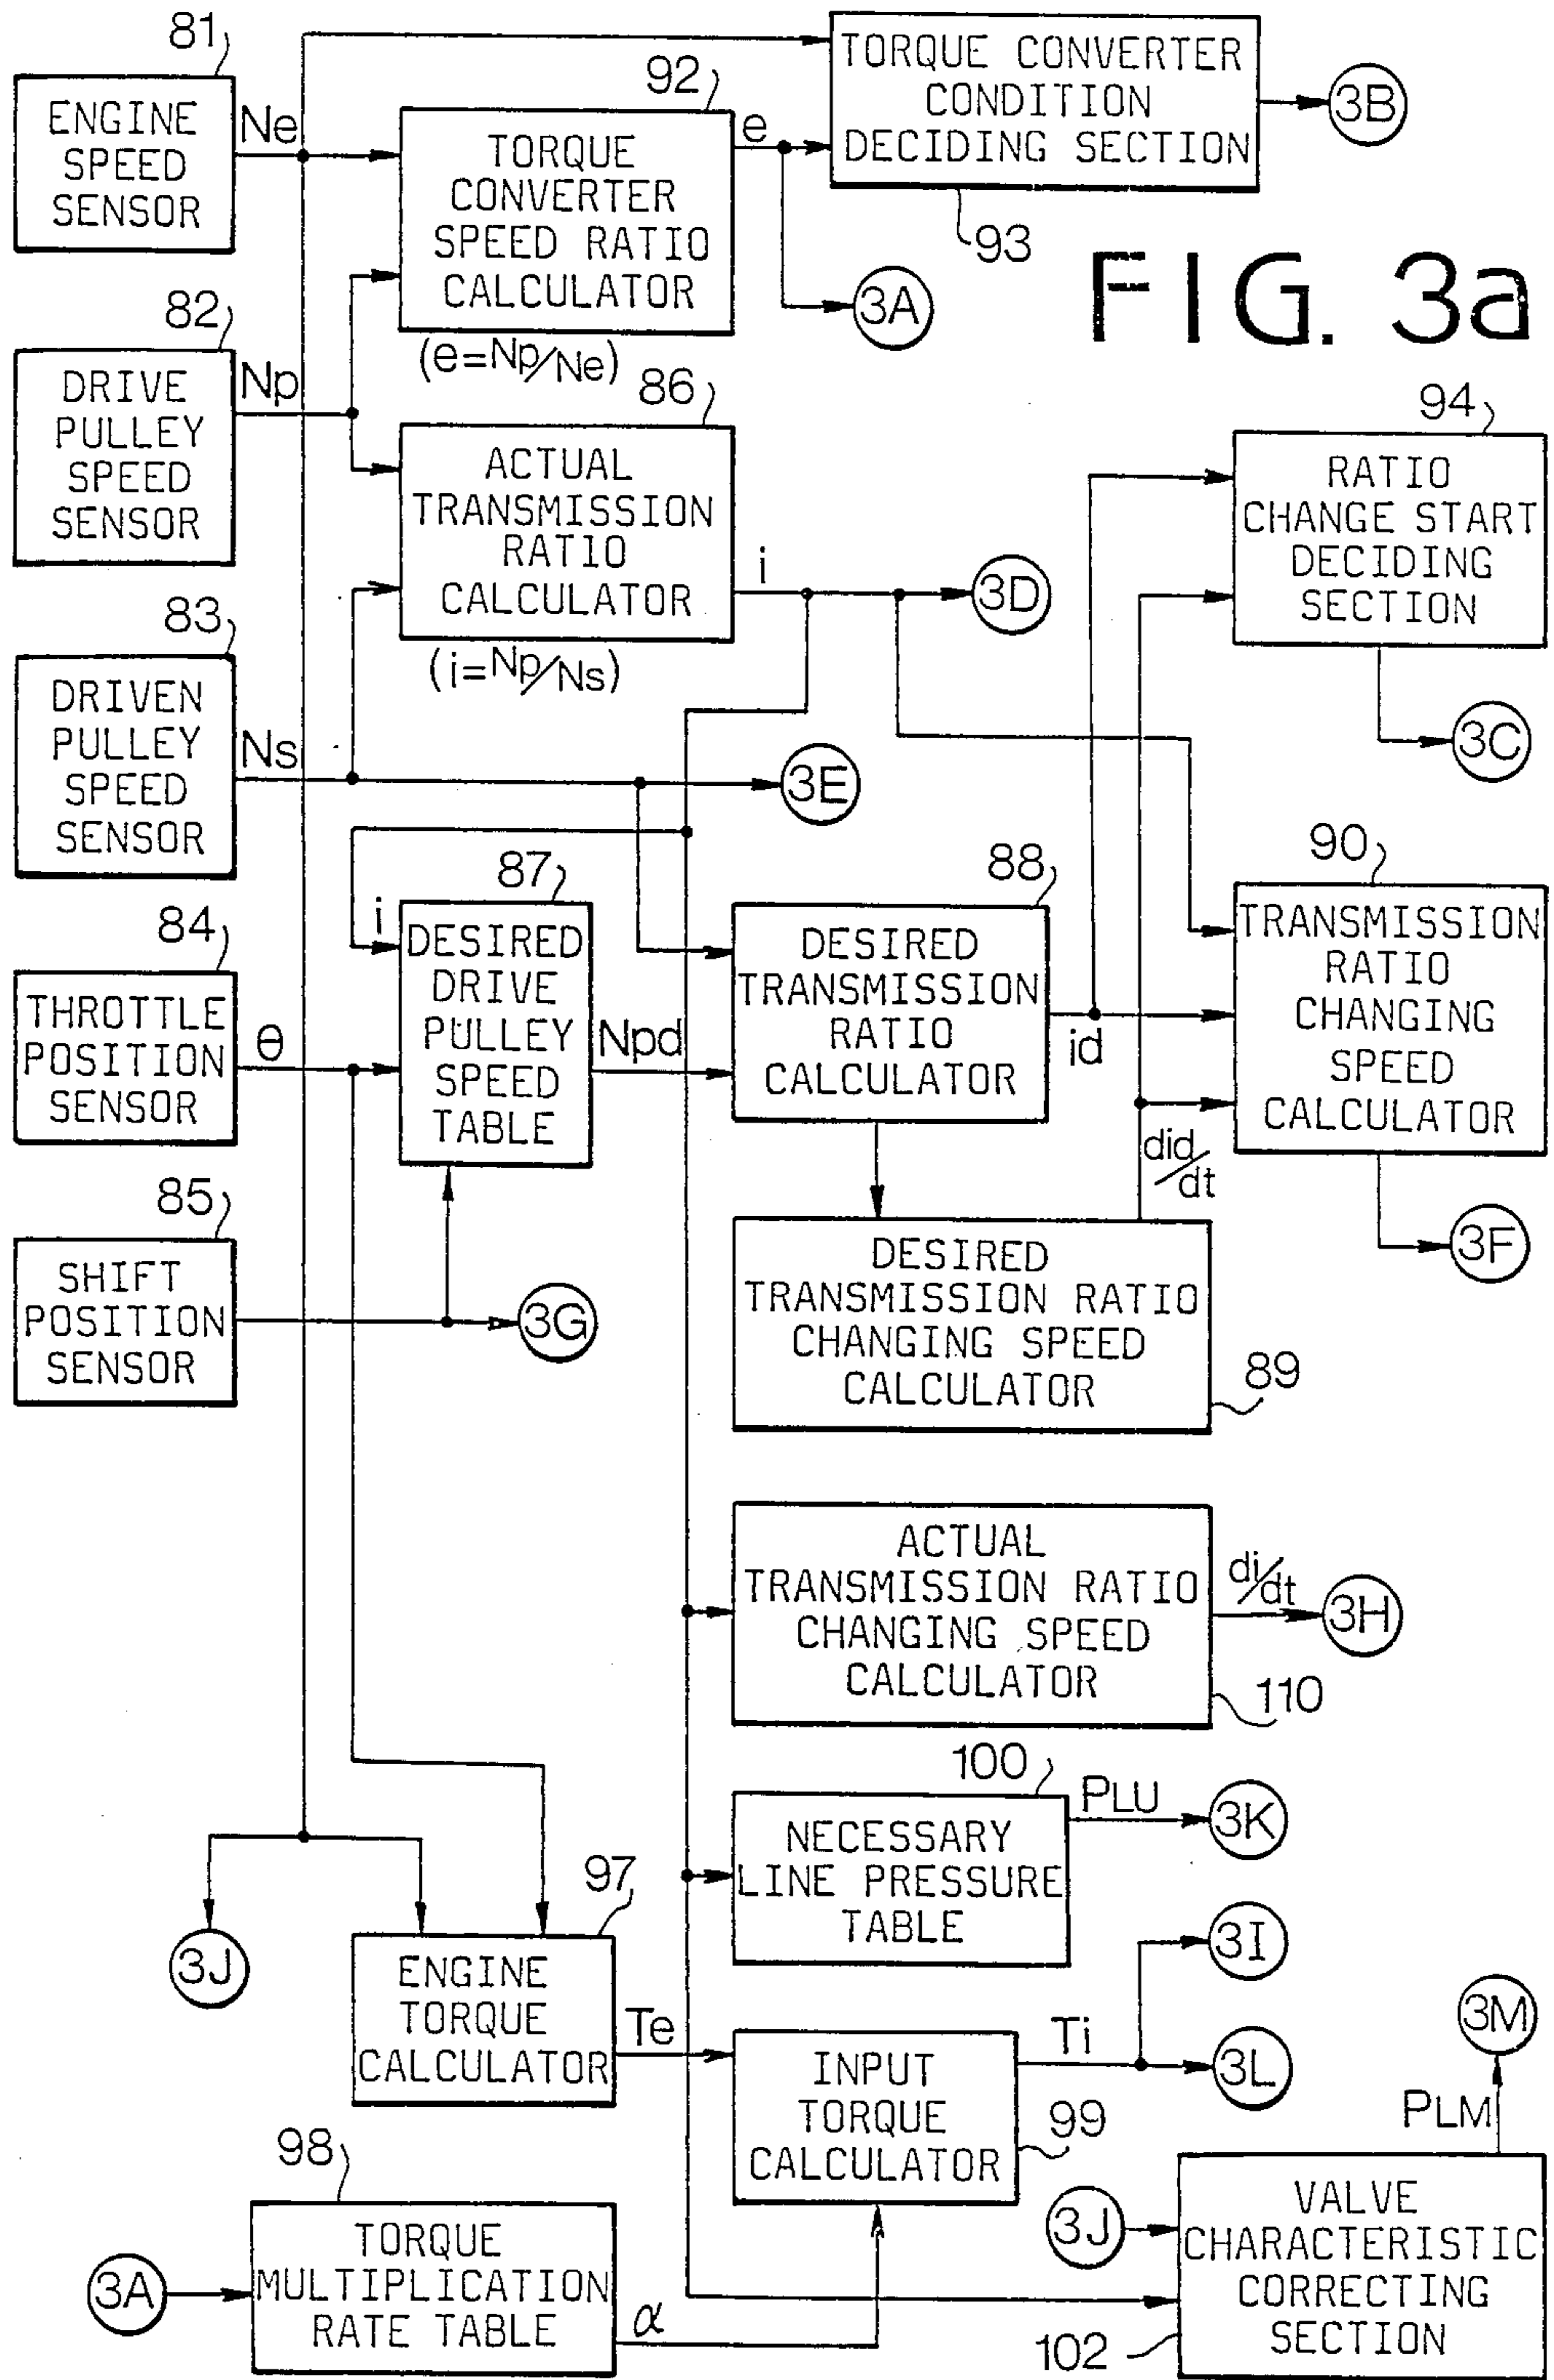 FIG. 3a
81
ENGINE
SPEED
SENSOR
Ne
92
TORQUE
CONVERTER
SPEED RATIO
CALCULATOR
(e=Np/Ne)
e
TORQUE CONVERTER
CONDITION
DECIDING SECTION
93
3B
3A
82
DRIVE
PULLEY
SPEED
SENSOR
Np
86
ACTUAL
TRANSMISSION
RATIO
CALCULATOR
(i=Np/Ns)
i
3D
94
RATIO
CHANGE START
DECIDING
SECTION
3C
83
DRIVEN
PULLEY
SPEED
SENSOR
Ns
3E
84
THROTTLE
POSITION
SENSOR
θ
i
87
DESIRED
DRIVE
PULLEY
SPEED
TABLE
Npd
88
DESIRED
TRANSMISSION
RATIO
CALCULATOR
id
90
TRANSMISSION
RATIO
CHANGING
SPEED
CALCULATOR
did/dt
3F
85
SHIFT
POSITION
SENSOR
3G
DESIRED
TRANSMISSION RATIO
CHANGING SPEED
CALCULATOR
89
ACTUAL
TRANSMISSION RATIO
CHANGING SPEED
CALCULATOR
110
di/dt
3H
100
NECESSARY
LINE PRESSURE
TABLE
PLU
3K
3J
97
ENGINE
TORQUE
CALCULATOR
Te
INPUT
TORQUE
CALCULATOR
99
Ti
3I
3L
3M
PLM
98
3A
TORQUE
MULTIPLICATION
RATE TABLE
α
3J
VALVE
CHARACTERISTIC
CORRECTING
SECTION
102